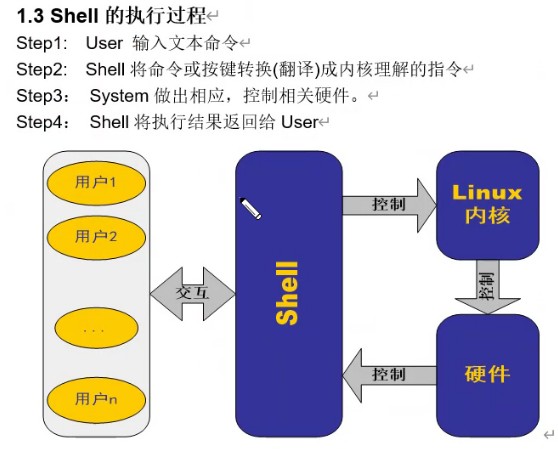 1.3 Shell 的执行过程
Step1: User 输入文本命令
Step2: Shell 将命令或按键转换(翻译)成内核理解的指令
Step3： System 做出相应，控制相关硬件。
Step4： Shell 将执行结果返回给 User
用户1
用户2
...
用户n
交互
Shell
控制
Linux
内核
控制
硬件
控制